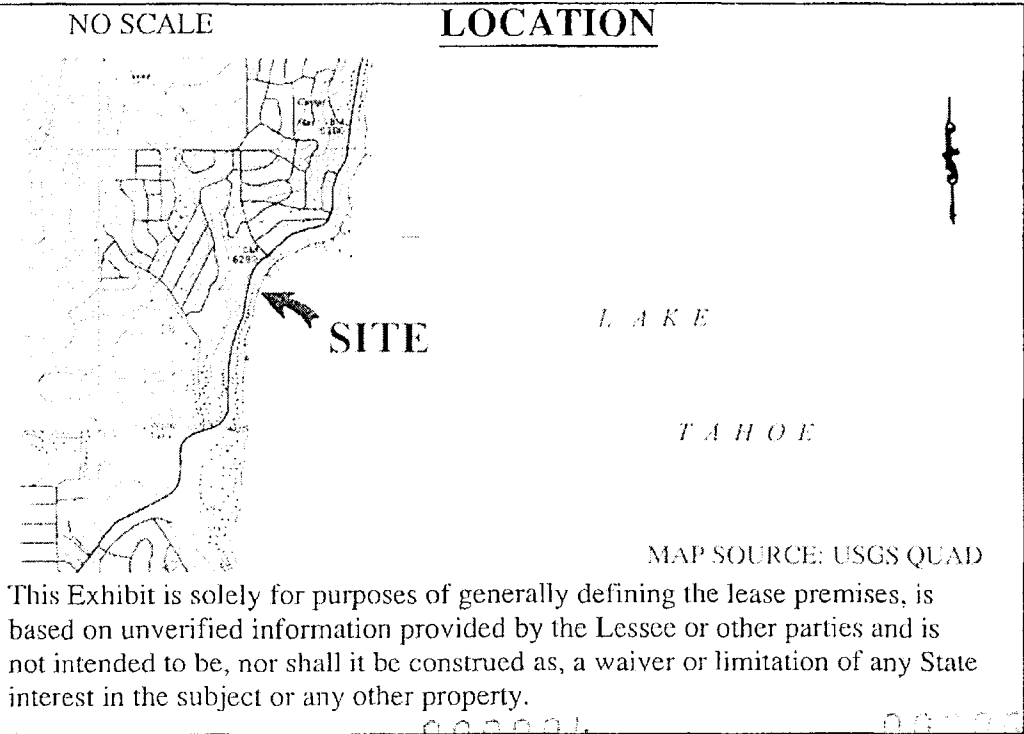 NO SCALE
LOCATION
6280
SITE
LAKE
TAHOE
MAP SOURCE: USGS QUAD
This Exhibit is solely for purposes of generally defining the lease premises, is
based on unverified information provided by the Lessee or other parties and is
not intended to be, nor shall it be construed as, a waiver or limitation of any State
interest in the subject or any other property.